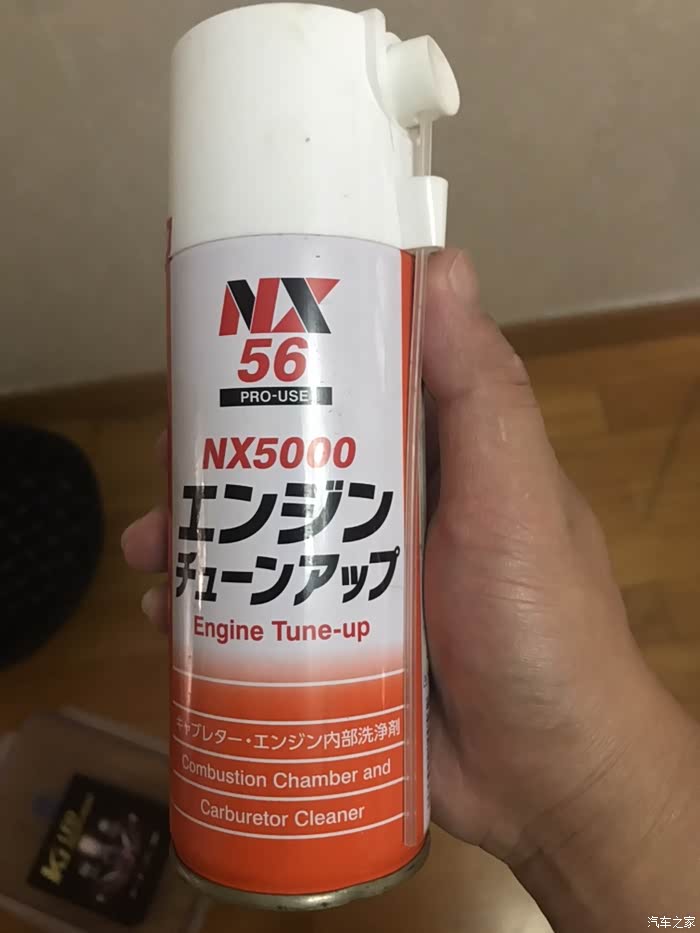 NX
56
PRO-USE
NX5000
エンジン
チューンアップ
Engine Tune-up
キャブレター・エンジン内部洗浄剤
Combustion Chamber and
Carburetor Cleaner
汽车之家